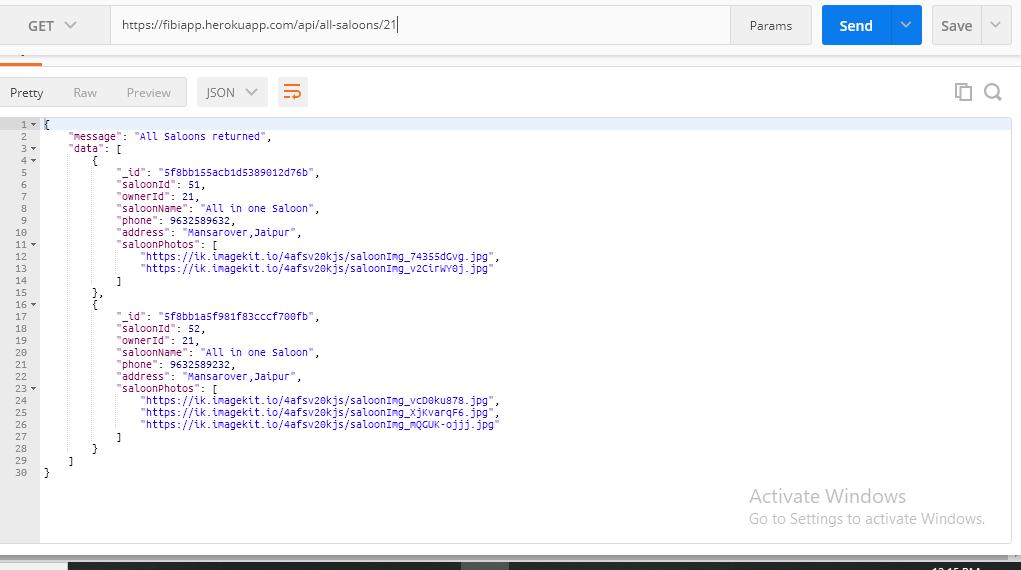 GET https://fibiapp.herokuapp.com/api/all-saloons/21 Params Send Save
Pretty Raw Preview JSON
1 {
2 "message": "All Saloons returned",
3 "data": [
4 {
5 "_id": "5f8bb155acb1d5389012d76b",
6 "saloonId": 51,
7 "ownerId": 21,
8 "saloonName": "All in one Saloon",
9 "phone": 9632589632,
10 "address": "Mansarover,Jaipur",
11 "saloonPhotos": [
12 "https://ik.imagekit.io/4afsv20kjs/saloonImg_74355dGvg.jpg",
13 "https://ik.imagekit.io/4afsv20kjs/saloonImg_v2CirWY0j.jpg"
14 ]
15 },
16 {
17 "_id": "5f8bb1a5f981f83cccf700fb",
18 "saloonId": 52,
19 "ownerId": 21,
20 "saloonName": "All in one Saloon",
21 "phone": 9632589232,
22 "address": "Mansarover,Jaipur",
23 "saloonPhotos": [
24 "https://ik.imagekit.io/4afsv20kjs/saloonImg_vcD0ku878.jpg",
25 "https://ik.imagekit.io/4afsv20kjs/saloonImg_XjKvarqF6.jpg",
26 "https://ik.imagekit.io/4afsv20kjs/saloonImg_mQGUK-ojjj.jpg"
27 ]
28 }
29 ]
30 }
Activate Windows
Go to Settings to activate Windows.